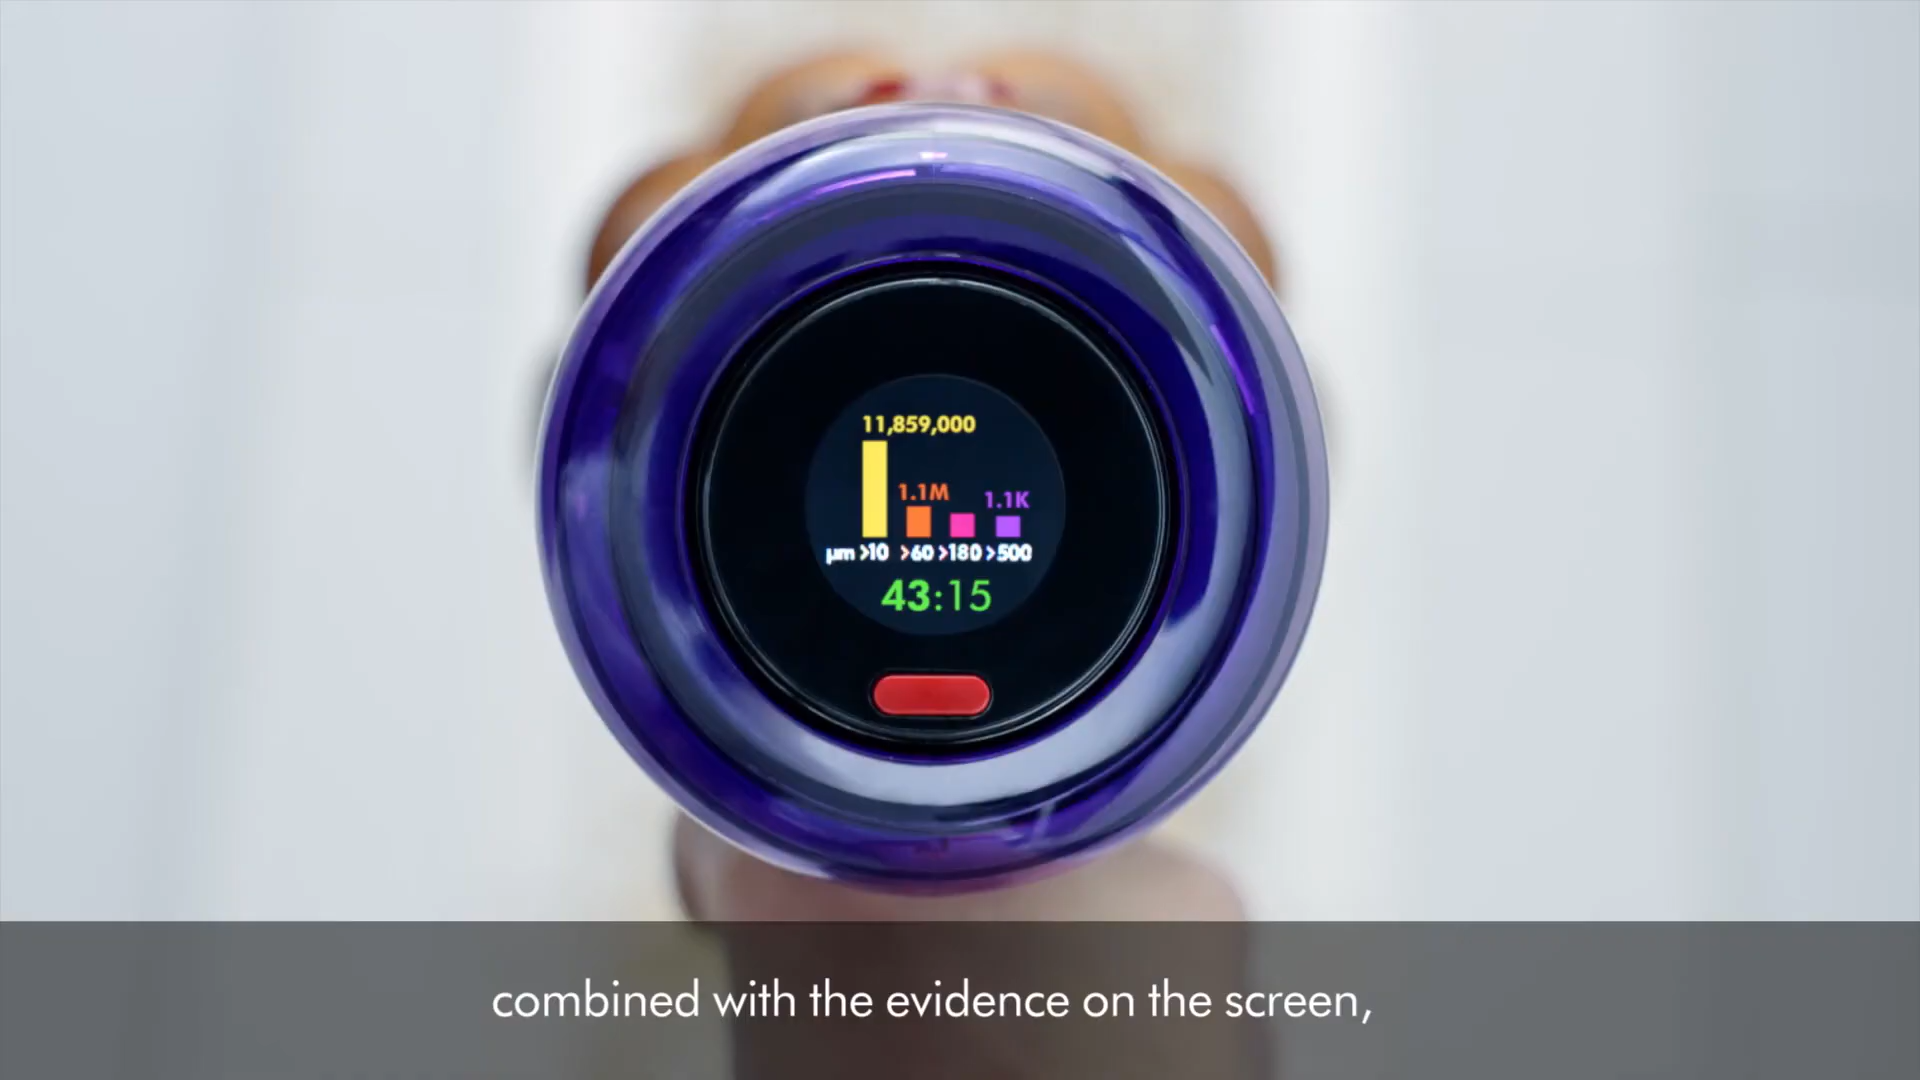 11,859,000
1.1M 1.1K
µm >10 >60 >180 >500
43:15
combined with the evidence on the screen,